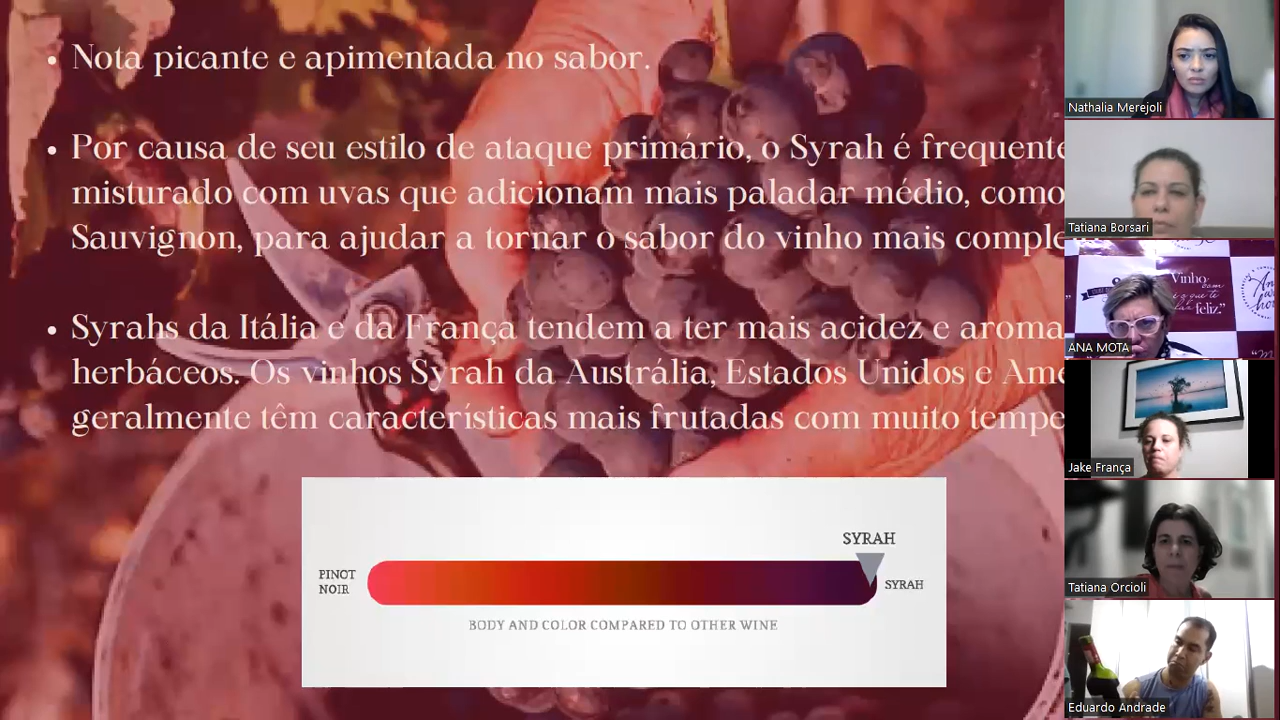 Nota picante e apimentada no sabor.
Por causa de seu estilo de ataque primário, o Syrah é frequente
misturado com uvas que adicionam mais paladar médio, como
Sauvignon, para ajudar a tornar o sabor do vinho mais comple
Syrahs da Itália e da França tendem a ter mais acidez e aroma
herbáceos. Os vinhos Syrah da Austrália, Estados Unidos e Ame
geralmente têm características mais frutadas com muito tempe
SYRAH
PINOT
NOIR
SYRAH
BODY AND COLOR COMPARED TO OTHER WINE
Nathalia Merejoli
Tatiana Borsari
Vinho
feliz."
ANA MOTA
Jake França
Tatiana Orcioli
Eduardo Andrade